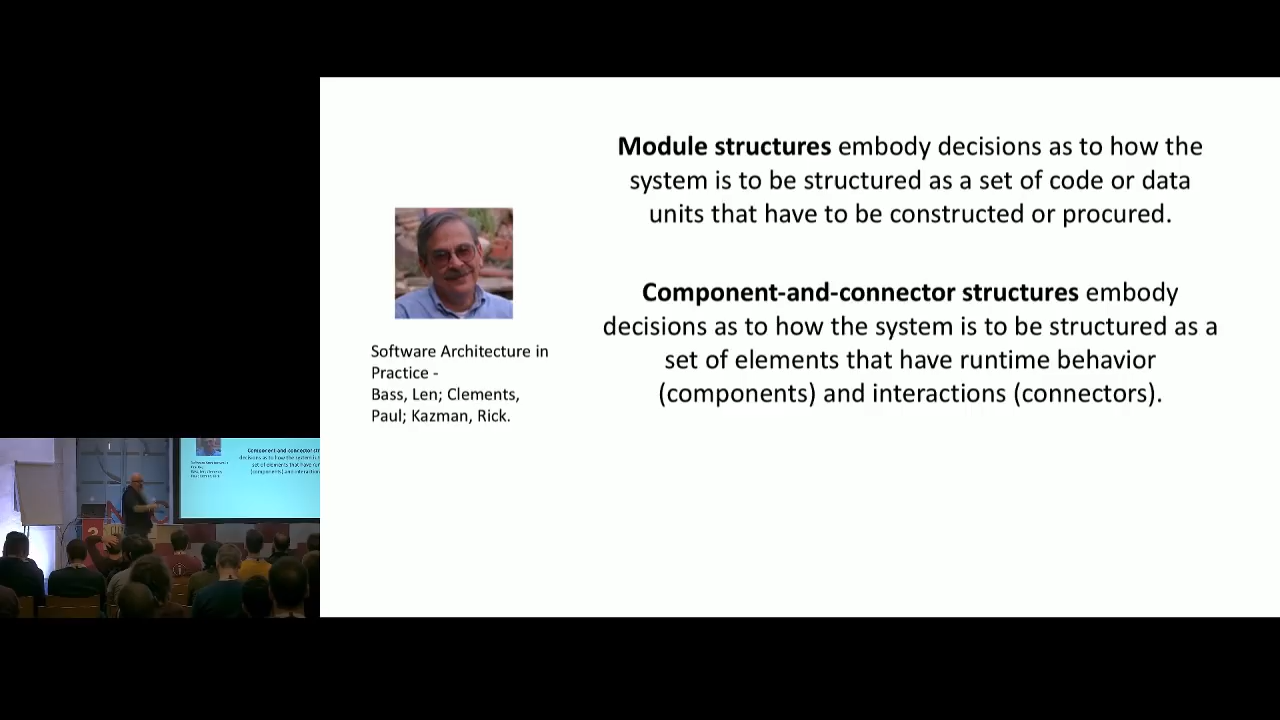 Module structures embody decisions as to how the
system is to be structured as a set of code or data
units that have to be constructed or procured.
Component-and-connector structures embody
decisions as to how the system is to be structured as a
set of elements that have runtime behavior
(components) and interactions (connectors).
Software Architecture in
Practice -
Bass, Len; Clements,
Paul; Kazman, Rick.